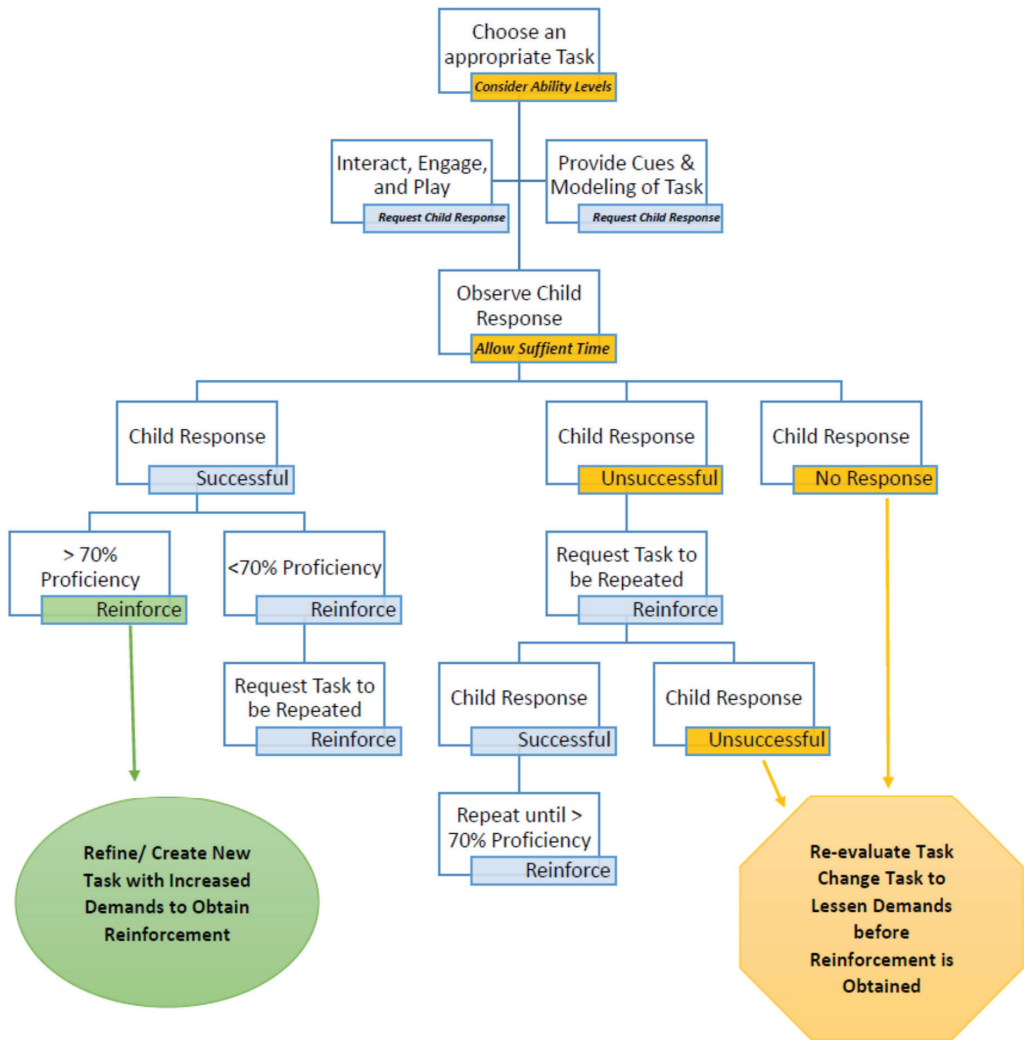 Choose an
appropriate Task
Consider Ability Levels
Interact, Engage,
and Play
Request Child Response
Provide Cues &
Modeling of Task
Request Child Response
Observe Child
Response
Allow Suffient Time
Child Response
Successful
Child Response
Unsuccessful
Child Response
No Response
> 70%
Proficiency
Reinforce
<70% Proficiency
Reinforce
Request Task to
be Repeated
Reinforce
Request Task to
be Repeated
Reinforce
Child Response
Successful
Child Response
Unsuccessful
Repeat until >
70% Proficiency
Reinforce
Refine/ Create New
Task with Increased
Demands to Obtain
Reinforcement
Re-evaluate Task
Change Task to
Lessen Demands
before
Reinforcement is
Obtained